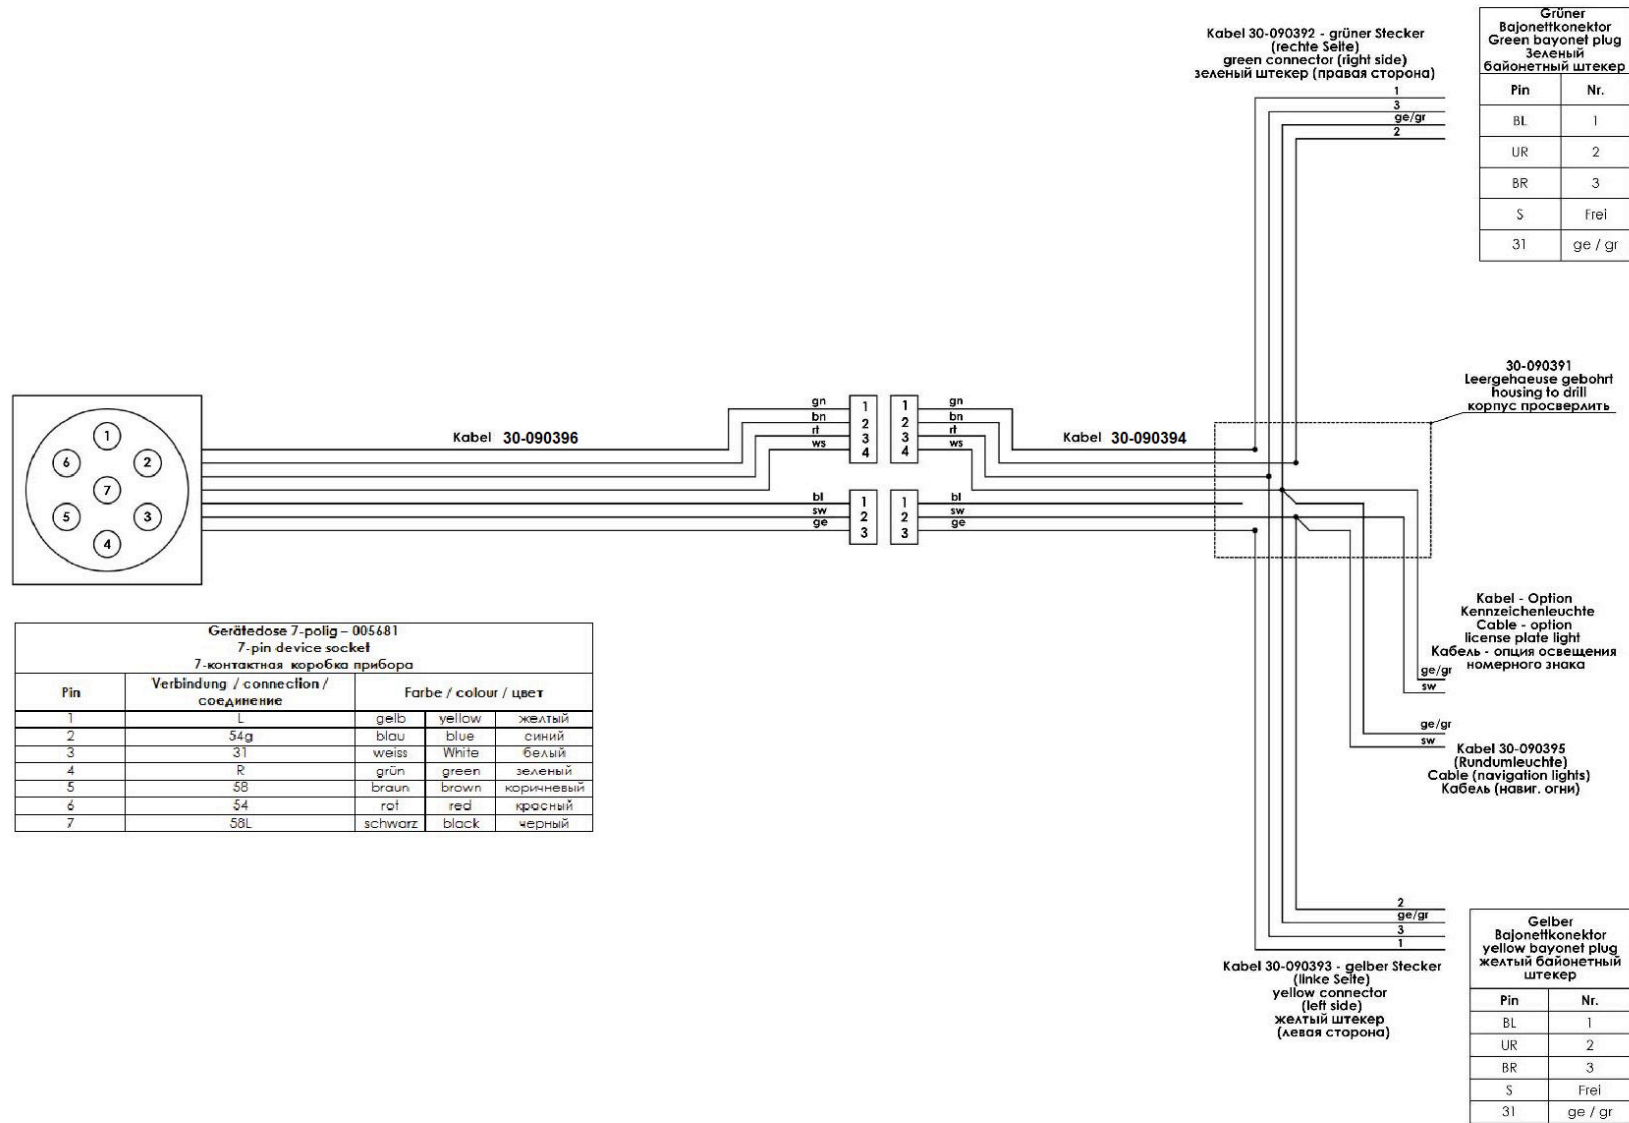 Kabel 30-090392 - grüner Stecker
(rechte Seite)
green connector (right side)
зеленый штекер (правая сторона)
1
3
ge/gr
2
Grüner
Bajonettkonektor
Green bayonet plug
Зеленый
байонетный штекер
Pin Nr.
BL 1
UR 2
BR 3
S Frei
31 ge / gr
30-090391
Leergehaeuse gebohrt
housing to drill
корпус просверлить
1
2
3
4
5
6
7
Kabel 30-090396
gn
bn
rt
ws
bl
sw
ge
1
2
3
4
1
2
3
1
2
3
4
1
2
3
gn
bn
rt
ws
bl
sw
ge
Kabel 30-090394
Gerätedose 7-polig – 005681
7-pin device socket
7-контактная коробка прибора
Pin Verbindung / connection / соединение Farbe / colour / цвет
1 L gelb yellow желтый
2 54g blau blue синий
3 31 weiss White белый
4 R grün green зеленый
5 58 braun brown коричневый
6 54 rot red красный
7 58L schwarz black черный
Kabel - Option
Kennzeichenleuchte
Cable - option
license plate light
Кабель - опция освещения
номерного знака
ge/gr
sw
ge/gr
sw
Kabel 30-090395
(Rundumleuchte)
Cable (navigation lights)
Кабель (навиг. огни)
2
ge/gr
3
1
Kabel 30-090393 - gelber Stecker
(linke Seite)
yellow connector
(left side)
желтый штекер
(левая сторона)
Gelber
Bajonettkonektor
yellow bayonet plug
желтый байонетный
штекер
Pin Nr.
BL 1
UR 2
BR 3
S Frei
31 ge / gr